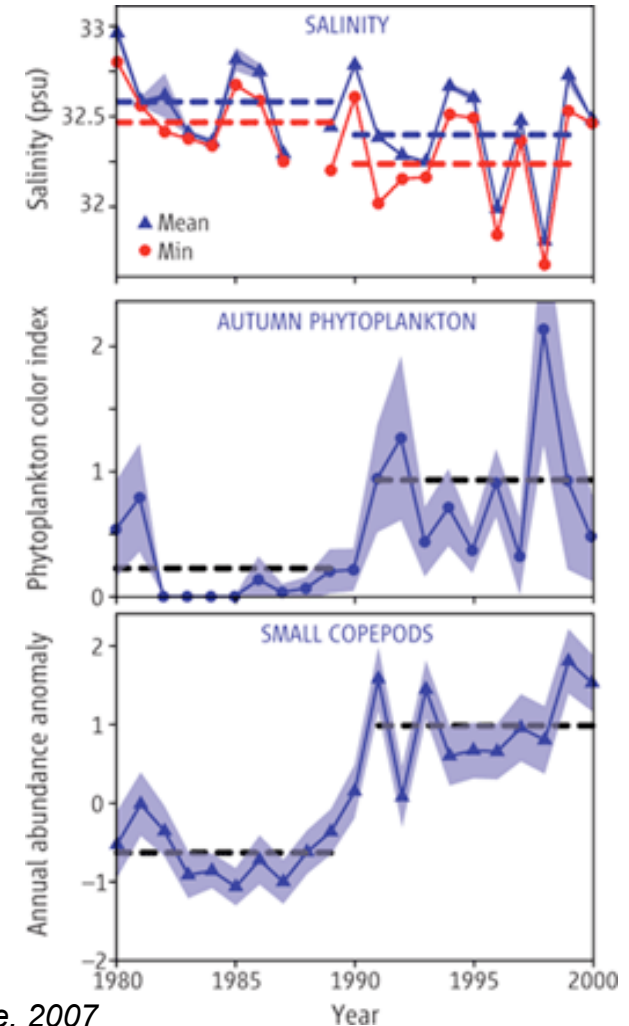 SALINITY
33
32.5
32
Salinity (psu)
Mean
Min
AUTUMN PHYTOPLANKTON
2
1
0
Phytoplankton color index
SMALL COPEPODS
2
1
0
−1
−2
Annual abundance anomaly
1980 1985 1990 1995 2000
Year
e, 2007